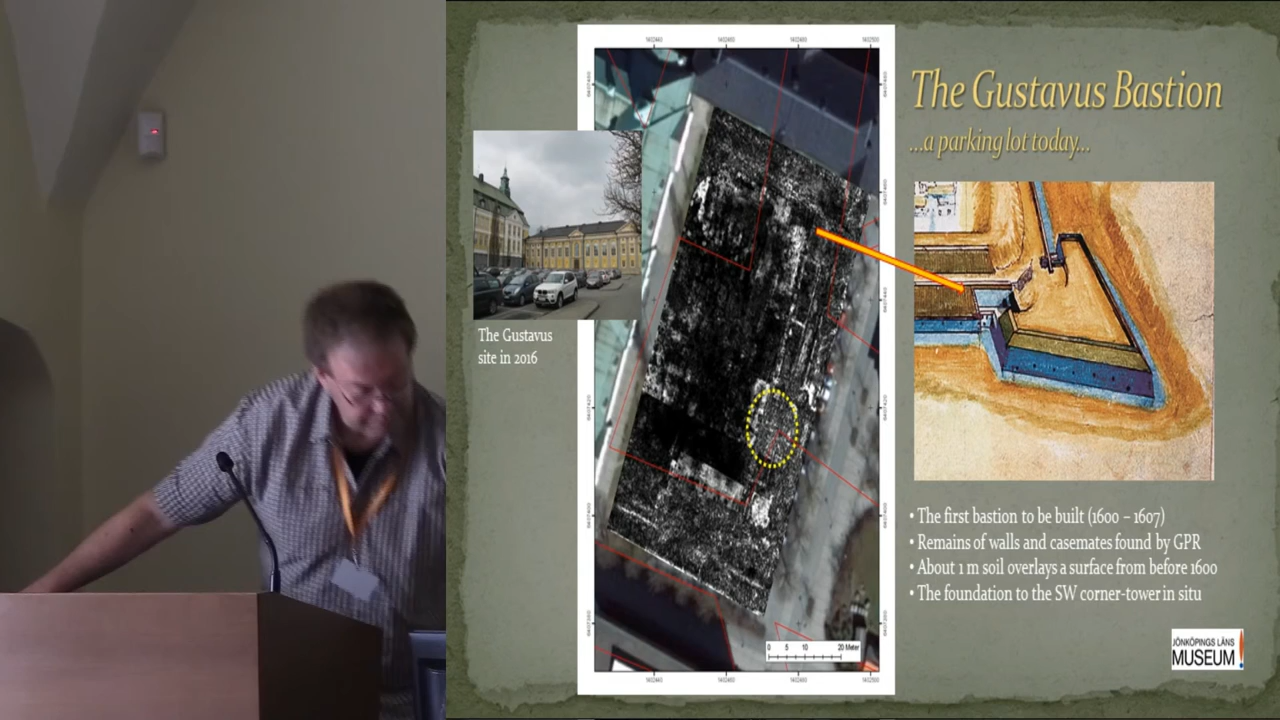 The Gustavus Bastion
...a parking lot today...
The Gustavus
site in 2016
• The first bastion to be built (1600 – 1607)
• Remains of walls and casemates found by GPR
• About 1 m soil overlays a surface from before 1600
• The foundation to the SW corner-tower in situ
0 5 10 20 Meter
JÖNKÖPINGS LÄNS
MUSEUM